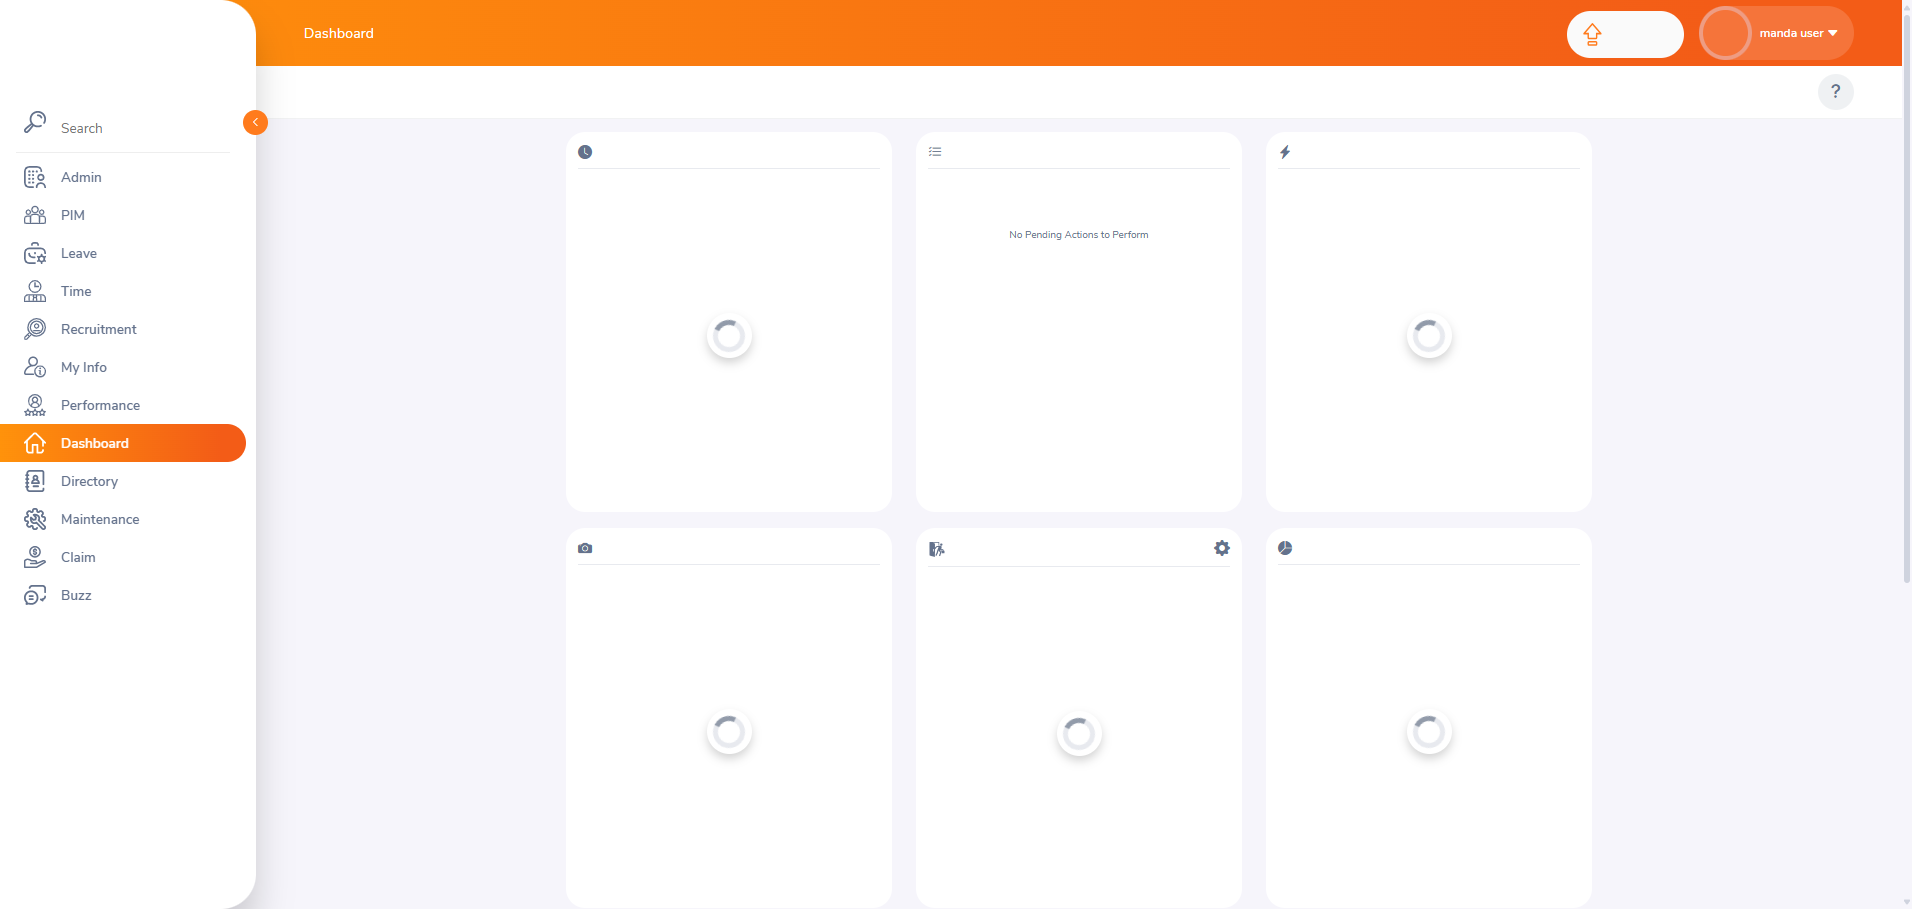 Dashboard
manda user
?
Search
Admin
PIM
Leave
Time
Recruitment
My Info
Performance
Dashboard
Directory
Maintenance
Claim
Buzz
No Pending Actions to Perform